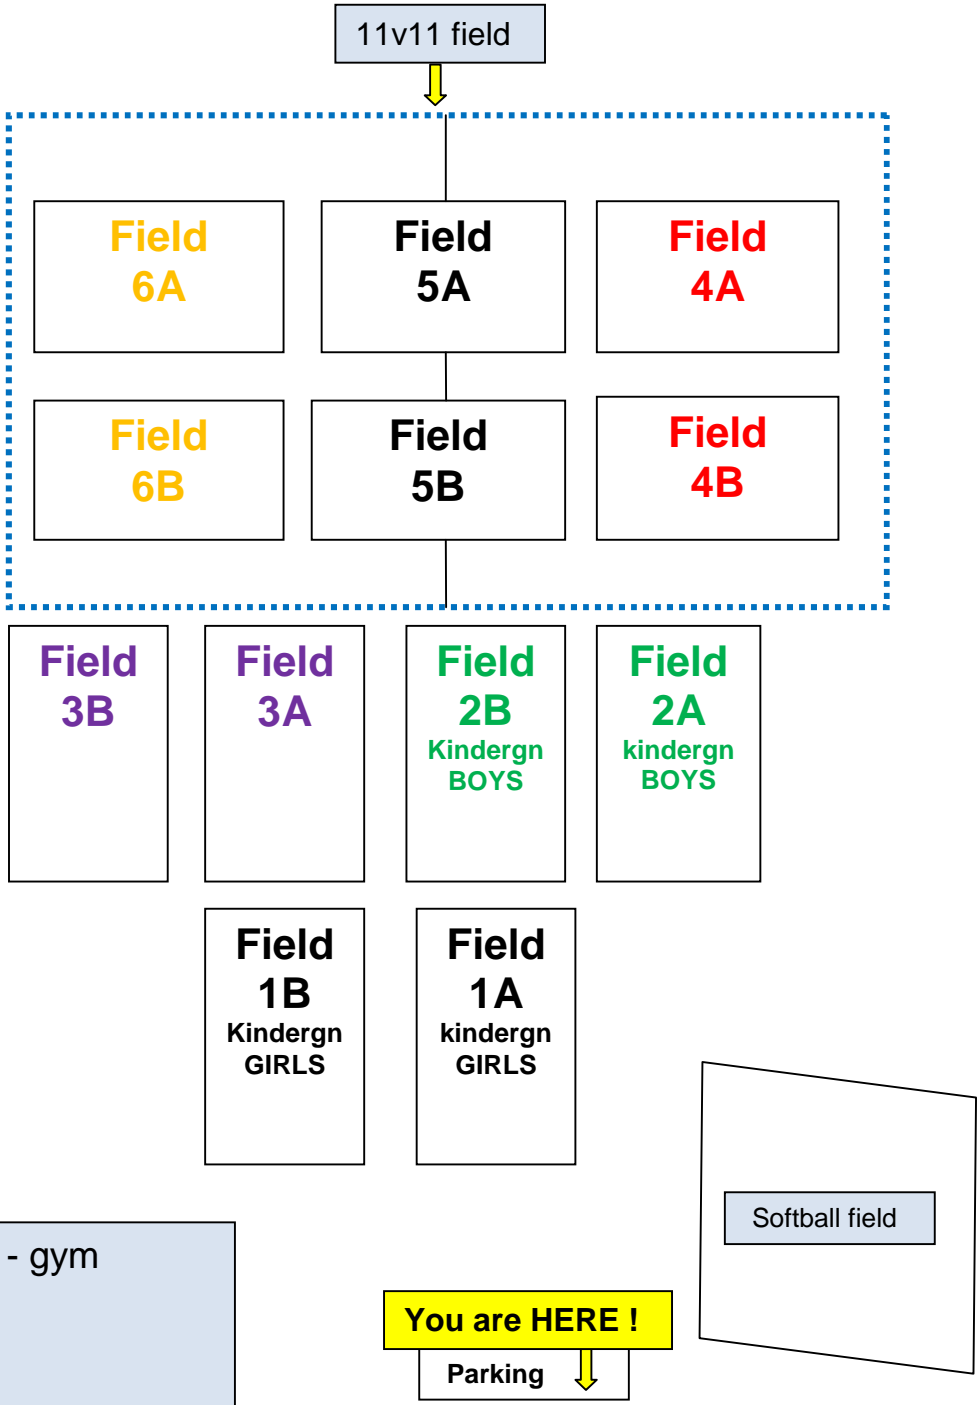 11v11 field
Field
6A
Field
5A
Field
4A
Field
6B
Field
5B
Field
4B
Field
3B
Field
3A
Field
2B
Kindergn
BOYS
Field
2A
kindergn
BOYS
Field
1B
Kindergn
GIRLS
Field
1A
kindergn
GIRLS
Softball field
- gym
You are HERE !
Parking